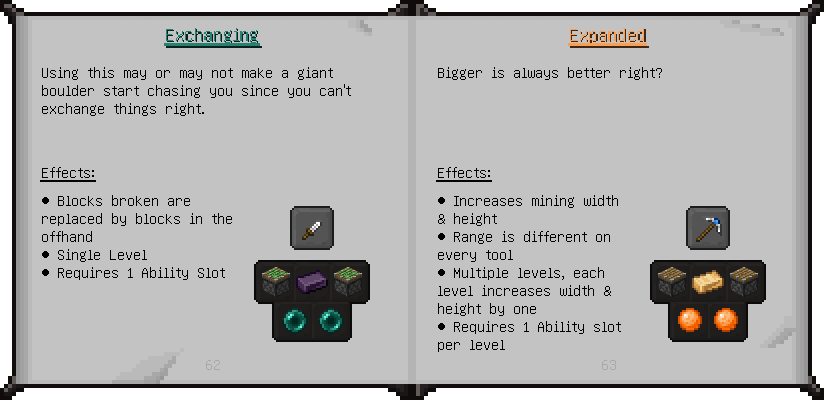 Exchanging
Using this may or may not make a giant
boulder start chasing you since you can't
exchange things right.
Effects:
• Blocks broken are
replaced by blocks in the
offhand
• Single Level
• Requires 1 Ability Slot
62
Expanded
Bigger is always better right?
Effects:
• Increases mining width
& height
• Range is different on
every tool
• Multiple levels, each
level increases width &
height by one
• Requires 1 Ability slot
per level
63